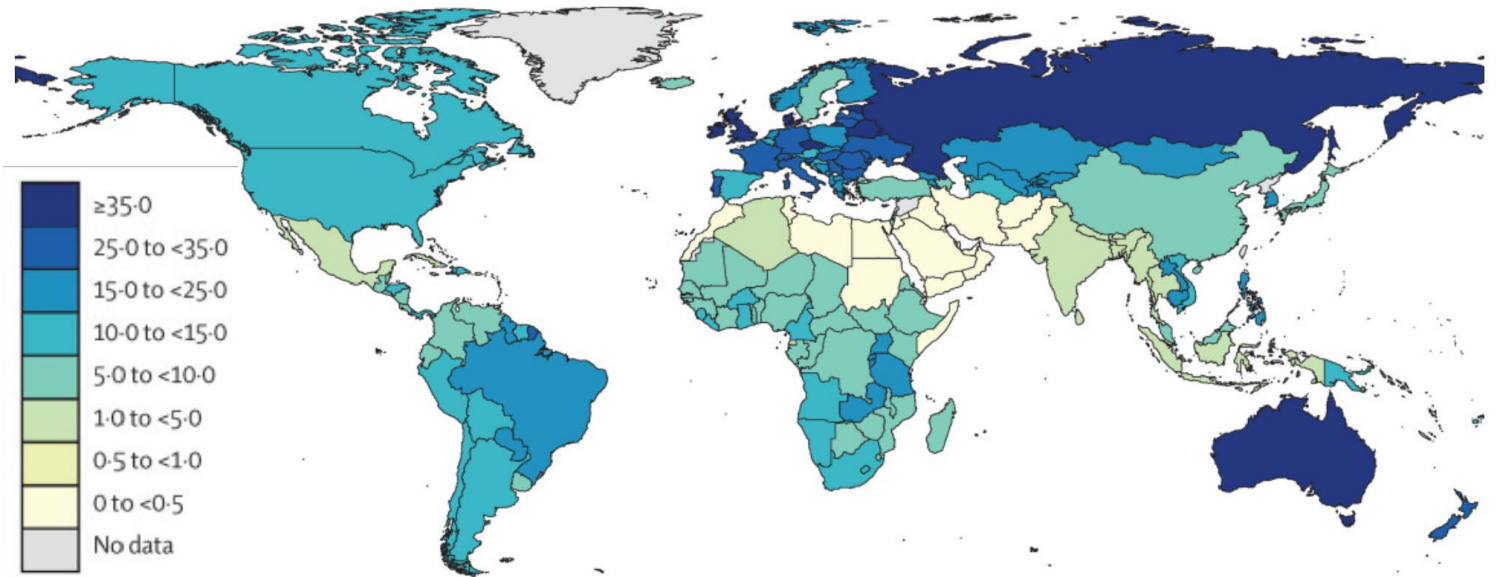 ≥35·0
25·0 to <35·0
15·0 to <25·0
10·0 to <15·0
5·0 to <10·0
1·0 to <5·0
0·5 to <1·0
0 to <0·5
No data